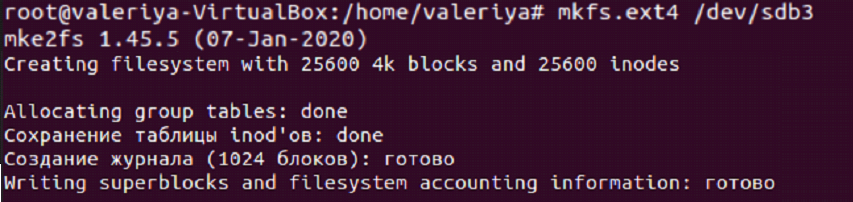 root@valeriya-VirtualBox:/home/valeriya# mkfs.ext4 /dev/sdb3
mke2fs 1.45.5 (07-Jan-2020)
Creating filesystem with 25600 4k blocks and 25600 inodes
Allocating group tables: done
Сохранение таблицы inod'ов: done
Создание журнала (1024 блоков): готово
Writing superblocks and filesystem accounting information: готово